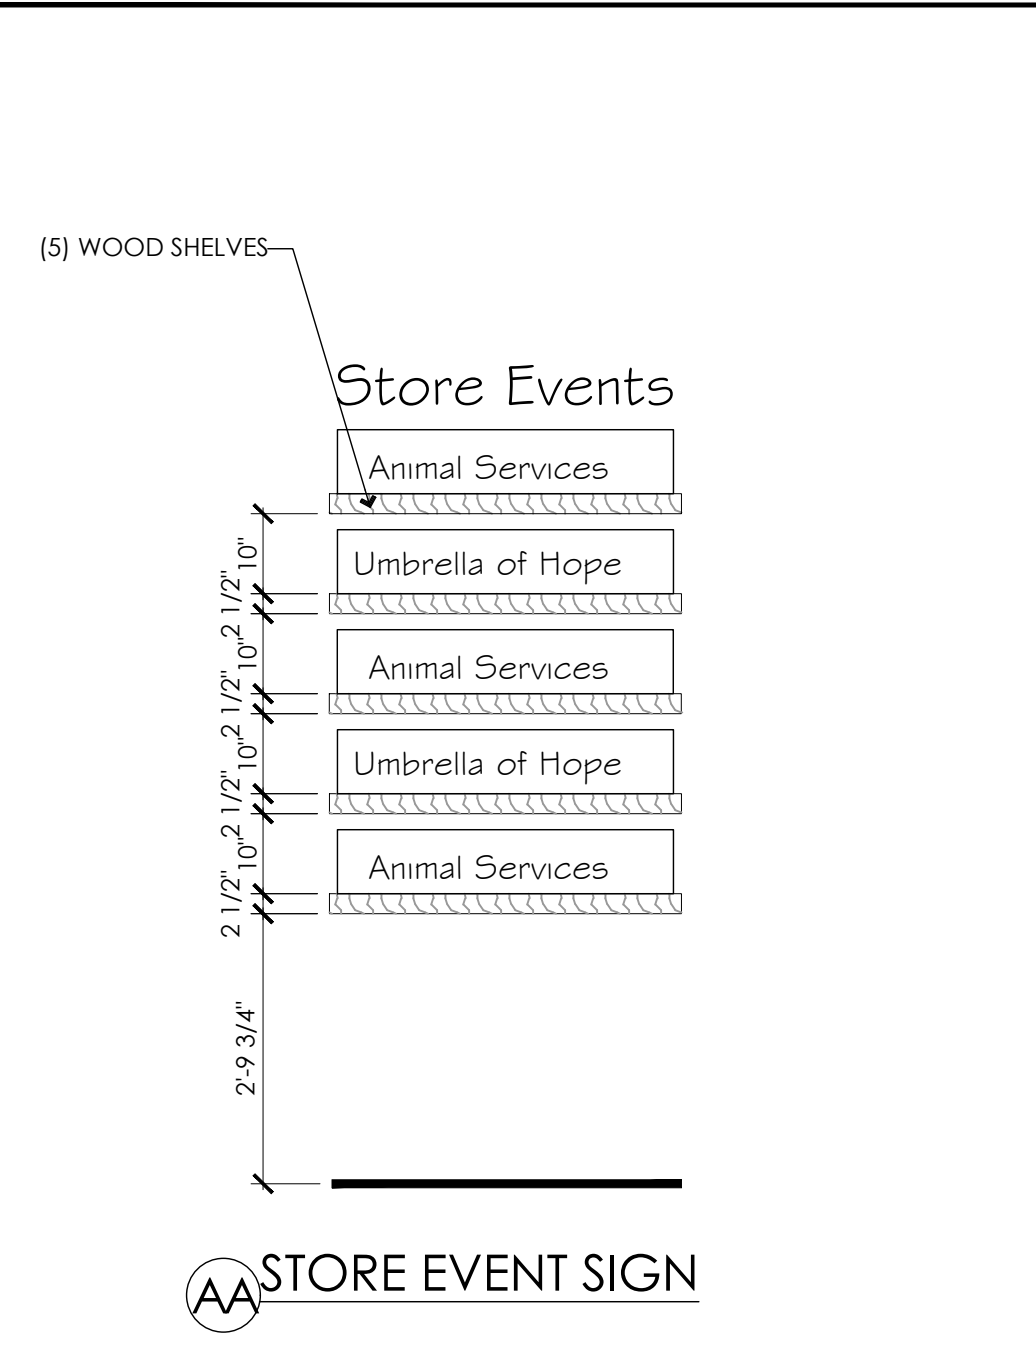 (5) WOOD SHELVES
Store Events
Animal Services
10"
Umbrella of Hope
2 1/2"
10"
Animal Services
2 1/2"
10"
Umbrella of Hope
2 1/2"
10"
Animal Services
2 1/2"
2'-9 3/4"
AA STORE EVENT SIGN